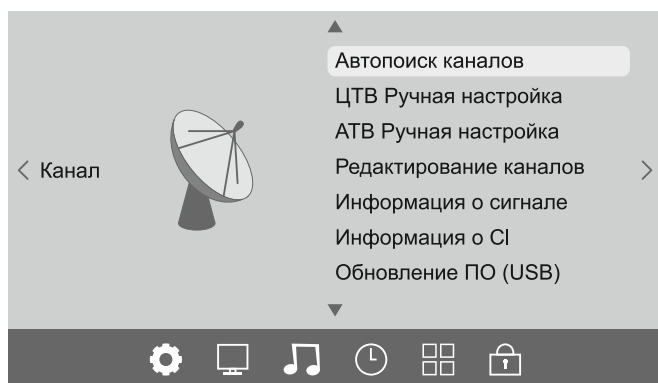 Автопоиск каналов
ЦТВ Ручная настройка
АТВ Ручная настройка
Канал
Редактирование каналов
Информация о сигнале
Информация о CI
Обновление ПО (USB)